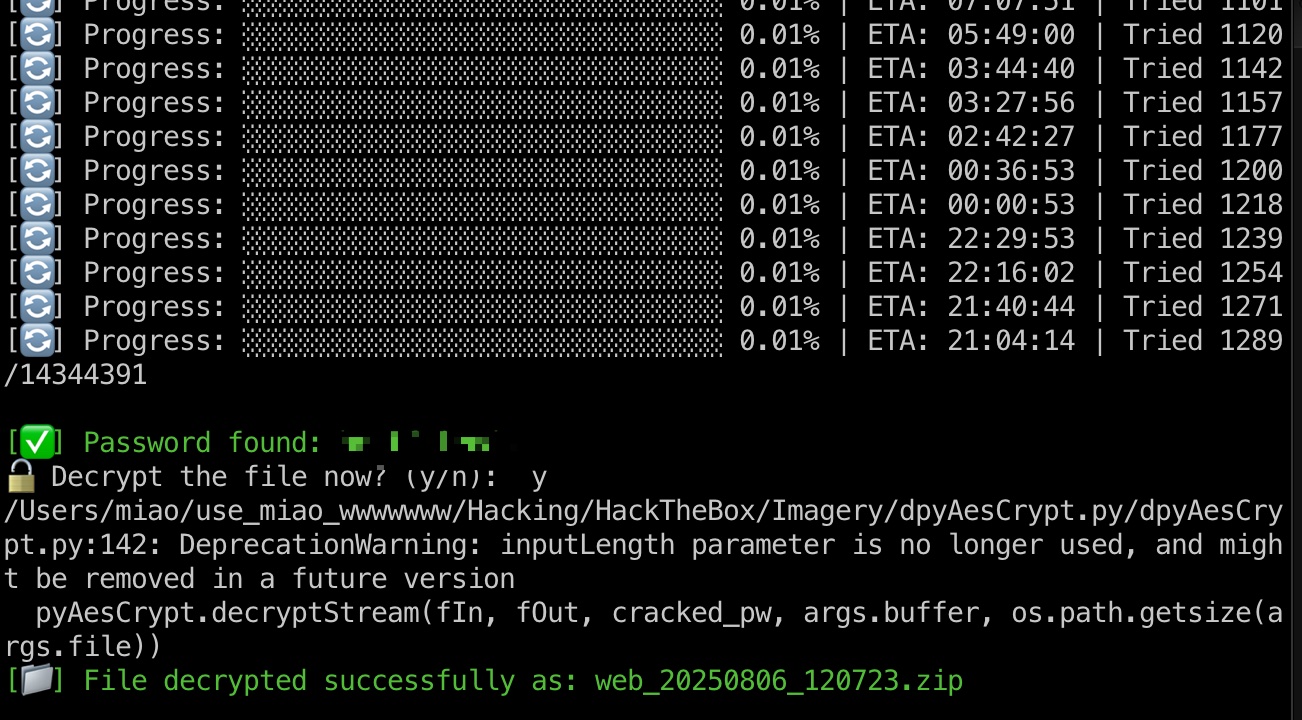 [🔄] Progress: ░░░░░░░░░░░░░░░░░░░░░░░░░░░░░░ 0.01% | ETA: 07:07:51 | Tried 1101
[🔄] Progress: ░░░░░░░░░░░░░░░░░░░░░░░░░░░░░░ 0.01% | ETA: 05:49:00 | Tried 1120
[🔄] Progress: ░░░░░░░░░░░░░░░░░░░░░░░░░░░░░░ 0.01% | ETA: 03:44:40 | Tried 1142
[🔄] Progress: ░░░░░░░░░░░░░░░░░░░░░░░░░░░░░░ 0.01% | ETA: 03:27:56 | Tried 1157
[🔄] Progress: ░░░░░░░░░░░░░░░░░░░░░░░░░░░░░░ 0.01% | ETA: 02:42:27 | Tried 1177
[🔄] Progress: ░░░░░░░░░░░░░░░░░░░░░░░░░░░░░░ 0.01% | ETA: 00:36:53 | Tried 1200
[🔄] Progress: ░░░░░░░░░░░░░░░░░░░░░░░░░░░░░░ 0.01% | ETA: 00:00:53 | Tried 1218
[🔄] Progress: ░░░░░░░░░░░░░░░░░░░░░░░░░░░░░░ 0.01% | ETA: 22:29:53 | Tried 1239
[🔄] Progress: ░░░░░░░░░░░░░░░░░░░░░░░░░░░░░░ 0.01% | ETA: 22:16:02 | Tried 1254
[🔄] Progress: ░░░░░░░░░░░░░░░░░░░░░░░░░░░░░░ 0.01% | ETA: 21:40:44 | Tried 1271
[🔄] Progress: ░░░░░░░░░░░░░░░░░░░░░░░░░░░░░░ 0.01% | ETA: 21:04:14 | Tried 1289
/14344391
[✅] Password found:
🔓 Decrypt the file now? (y/n):  y
/Users/miao/use_miao_wwwwwww/Hacking/HackTheBox/Imagery/dpyAesCrypt.py/dpyAesCry
pt.py:142: DeprecationWarning: inputLength parameter is no longer used, and migh
t be removed in a future version
  pyAesCrypt.decryptStream(fIn, fOut, cracked_pw, args.buffer, os.path.getsize(a
rgs.file))
[📁] File decrypted successfully as: web_20250806_120723.zip